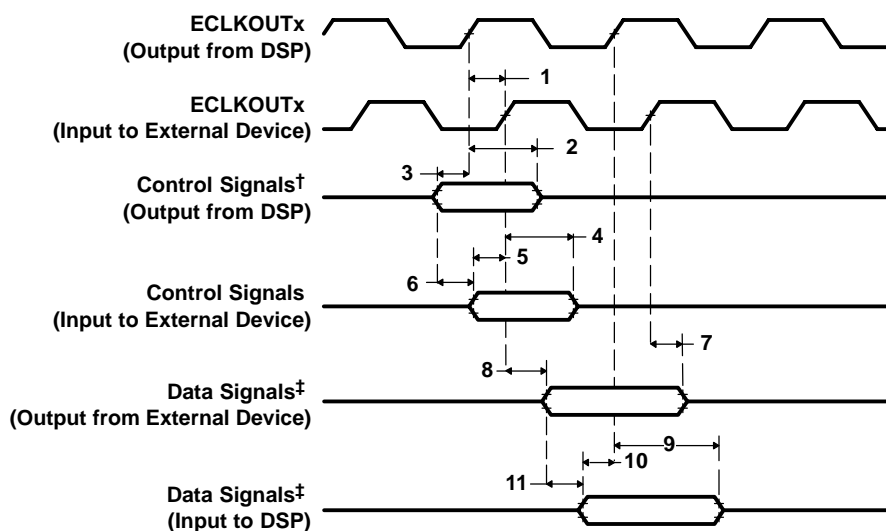 ECLKOUTx
(Output from DSP)
1
ECLKOUTx
(Input to External Device)
2
3
Control Signals†
(Output from DSP)
4
5
6
Control Signals
(Input to External Device)
7
8
Data Signals‡
(Output from External Device)
9
10
11
Data Signals‡
(Input to DSP)